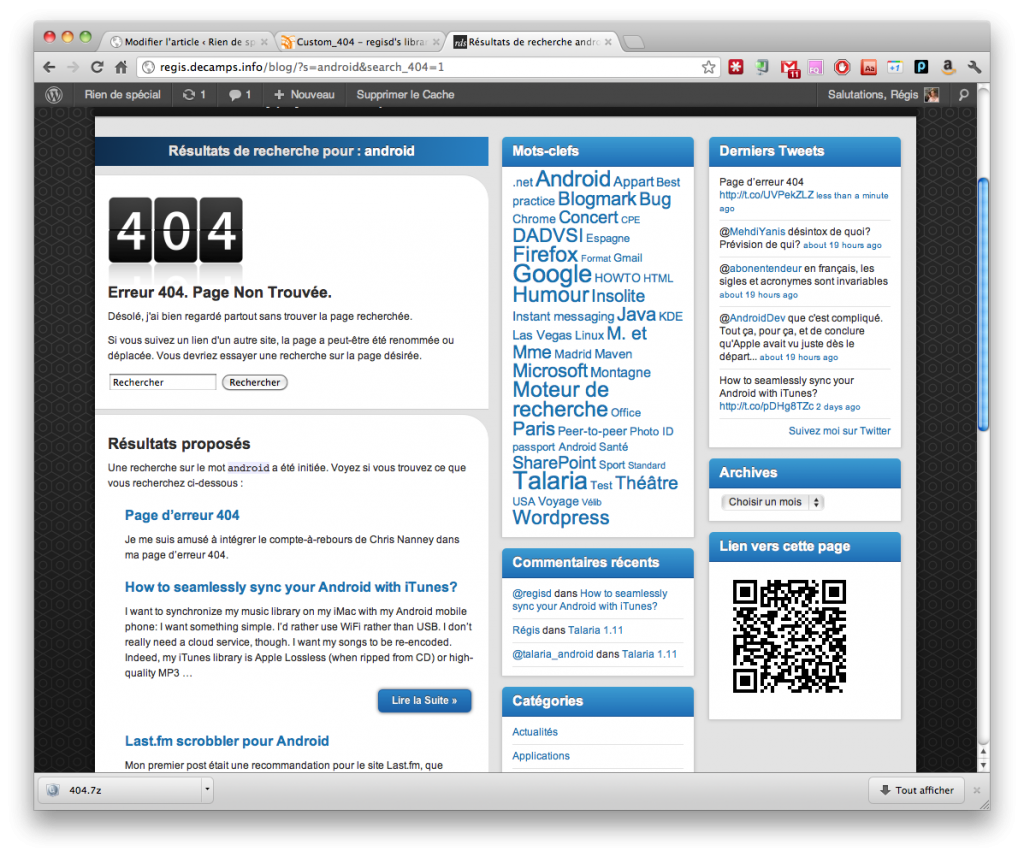 Modifier l'article ‹ Rien de sp
Custom_404 – regisd's librar
Résultats de recherche andro
regis.decamps.info/blog/?s=android&search_404=1
11
Aa
+1
Rien de spécial
1
1
+ Nouveau
Supprimer le Cache
Salutations, Régis
Résultats de recherche pour : android
404
Erreur 404. Page Non Trouvée.
Désolé, j'ai bien regardé partout sans trouver la page recherchée.
Si vous suivez un lien d'un autre site, la page a peut-être été renommée ou
déplacée. Vous devriez essayer une recherche sur la page désirée.
Rechercher
Rechercher
Résultats proposés
Une recherche sur le mot android a été initiée. Voyez si vous trouvez ce que
vous recherchez ci-dessous :
Page d'erreur 404
Je me suis amusé à intégrer le compte-à-rebours de Chris Nanney dans
ma page d'erreur 404.
How to seamlessly sync your Android with iTunes?
I want to synchronize my music library on my iMac with my Android mobile
phone: I want something simple. I'd rather use WiFi rather than USB. I don't
really need a cloud service, though. I want my songs to be re-encoded.
Indeed, my iTunes library is Apple Lossless (when ripped from CD) or high-
quality MP3 …
Lire la Suite »
Last.fm scrobbler pour Android
Mon premier post était une recommandation pour le site Last.fm, que
Mots-clefs
.net Android Appart Best
practice Blogmark Bug
Chrome Concert CPE
DADVSI Espagne
Firefox Format Gmail
Google HOWTO HTML
Humour Insolite
Instant messaging Java KDE
Las Vegas Linux M. et
Mme Madrid Maven
Microsoft Montagne
Moteur de
recherche Office
Paris Peer-to-peer Photo ID
passport Android Santé
SharePoint Sport Standard
Talaria Test Théâtre
USA Voyage Vélib
Wordpress
Commentaires récents
@regisd dans How to seamlessly
sync your Android with iTunes?
Régis dans Talaria 1.11
@talaria_android dans Talaria 1.11
Catégories
Actualités
Applications
Derniers Tweets
Page d'erreur 404
http://t.co/UVPekZLZ less than a minute
ago
@MehdiYanis désintox de quoi?
Prévision de qui? about 19 hours ago
@abonentendeur en français, les
sigles et acronymes sont invariables
about 19 hours ago
@AndroidDev que c'est compliqué.
Tout ça, pour ça, et de conclure
qu'Apple avait vu juste dès le
départ... about 19 hours ago
How to seamlessly sync your
Android with iTunes?
http://t.co/pDHg8TZc 2 days ago
Suivez moi sur Twitter
Archives
Choisir un mois
Lien vers cette page
404.7z
Tout afficher